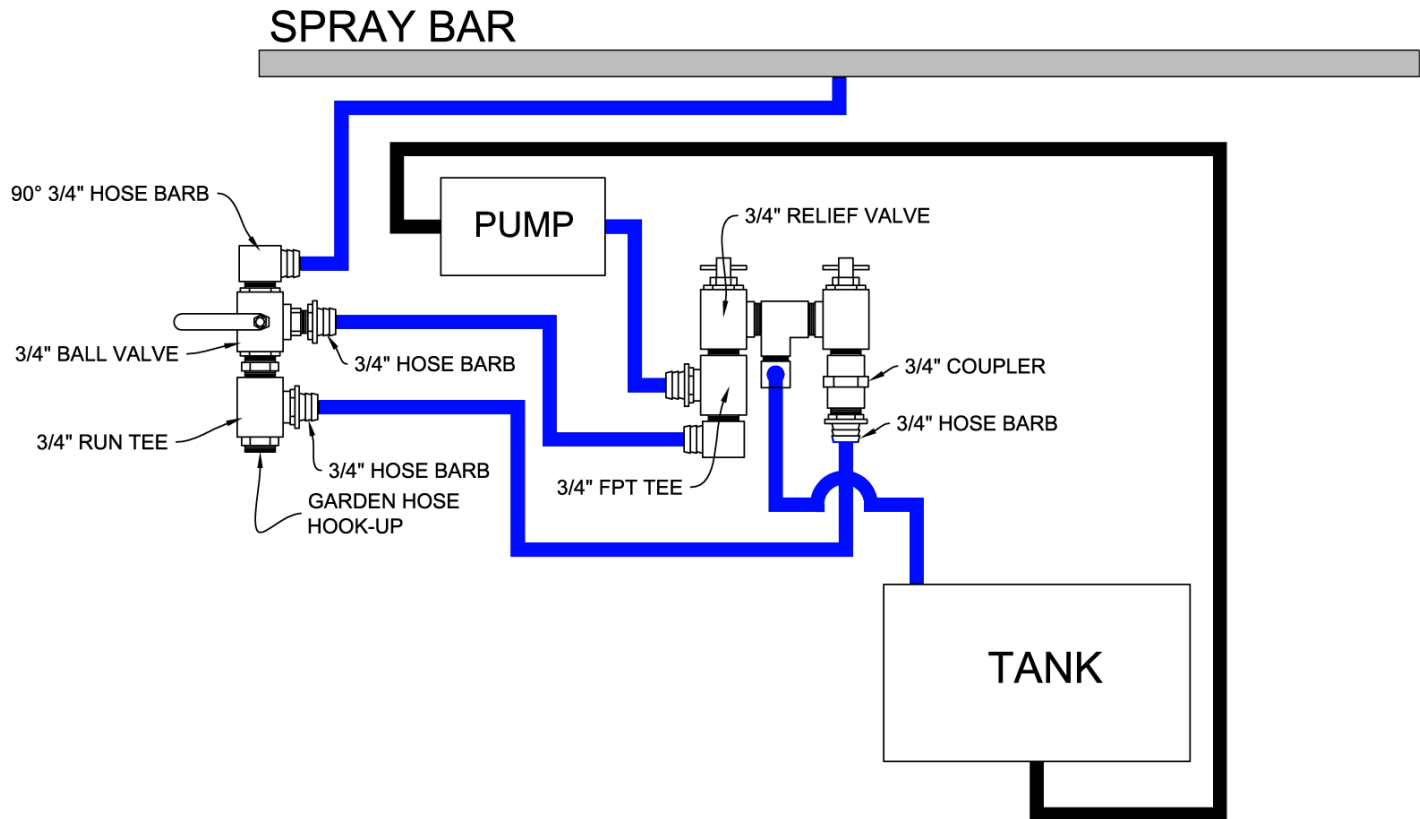 SPRAY BAR
90° 3/4" HOSE BARB
PUMP
3/4" RELIEF VALVE
3/4" BALL VALVE
3/4" HOSE BARB
3/4" COUPLER
3/4" HOSE BARB
3/4" RUN TEE
3/4" HOSE BARB
3/4" FPT TEE
GARDEN HOSE
HOOK-UP
TANK